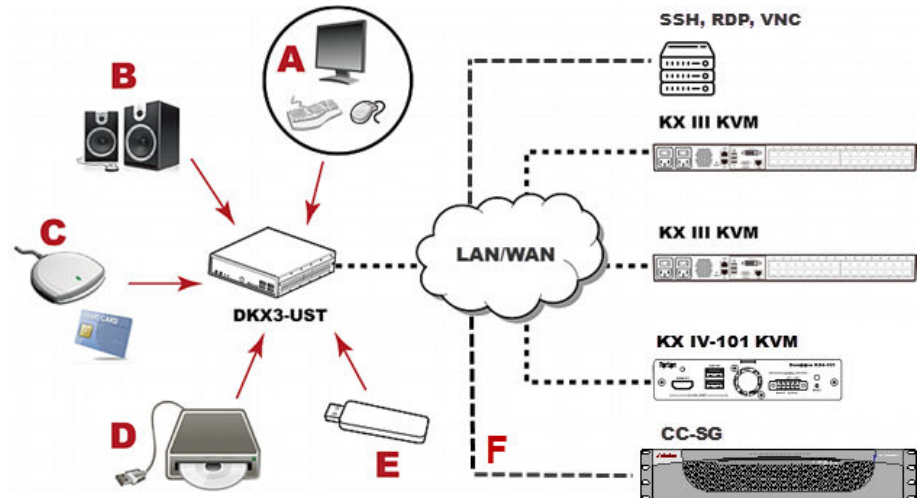 SSH, RDP, VNC
A
B
KX III KVM
C
LAN/WAN
KX III KVM
DKX3-UST
KX IV-101 KVM
D
E
F
CC-SG